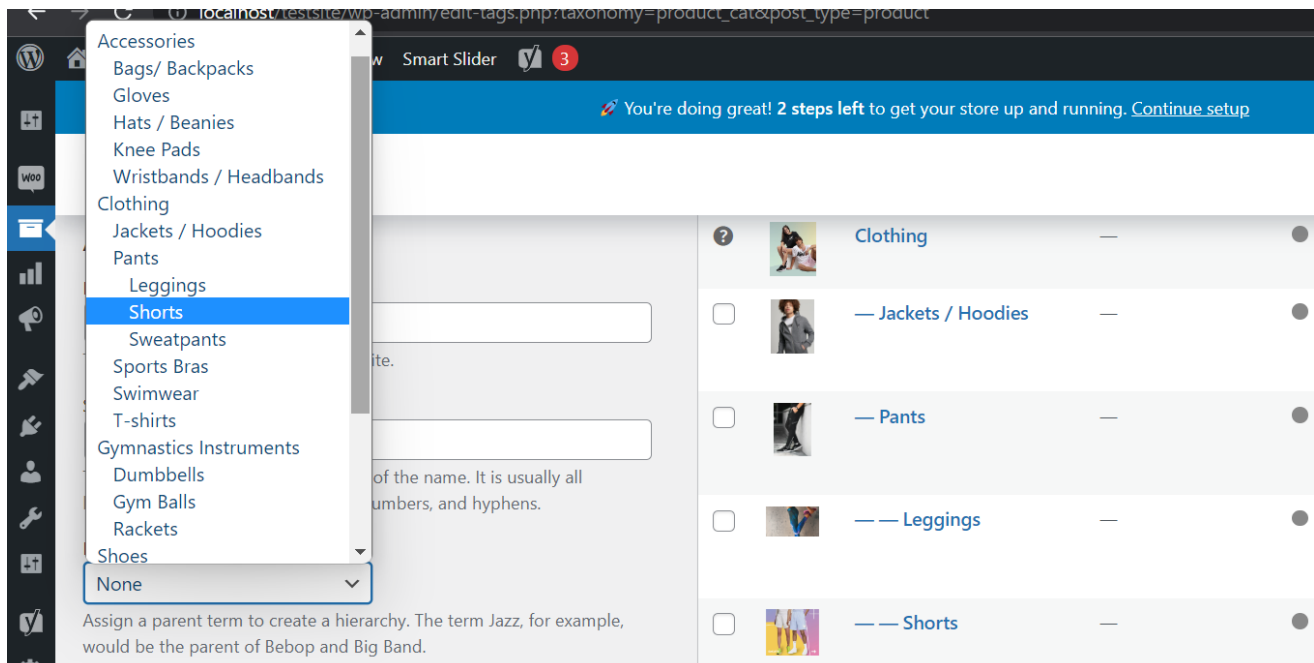 localhost/testsite/wp-admin/edit-tags.php?taxonomy=product_cat&post_type=product
w Smart Slider 3
🚀 You're doing great! 2 steps left to get your store up and running. Continue setup
Woo
Accessories
Bags/ Backpacks
Gloves
Hats / Beanies
Knee Pads
Wristbands / Headbands
Clothing
Jackets / Hoodies
Pants
Leggings
Shorts
Sweatpants
Sports Bras
Swimwear
T-shirts
Gymnastics Instruments
Dumbbells
Gym Balls
Rackets
Shoes
None
ite.
of the name. It is usually all
umbers, and hyphens.
Assign a parent term to create a hierarchy. The term Jazz, for example,
would be the parent of Bebop and Big Band.
Clothing —
— Jackets / Hoodies —
— Pants —
— — Leggings —
— — Shorts —